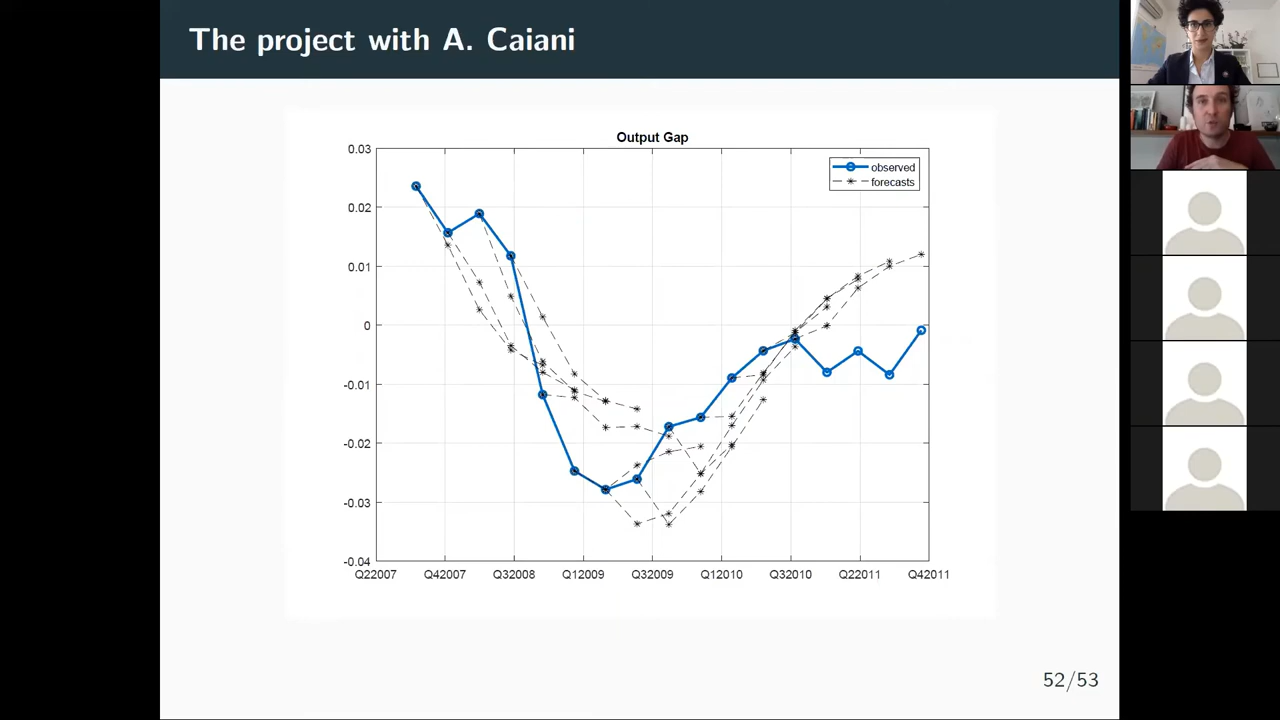 The project with A. Caiani
Output Gap
observed
forecasts
0.03
0.02
0.01
0
-0.01
-0.02
-0.03
-0.04
Q22007 Q42007 Q32008 Q12009 Q32009 Q12010 Q32010 Q22011 Q42011
52/53